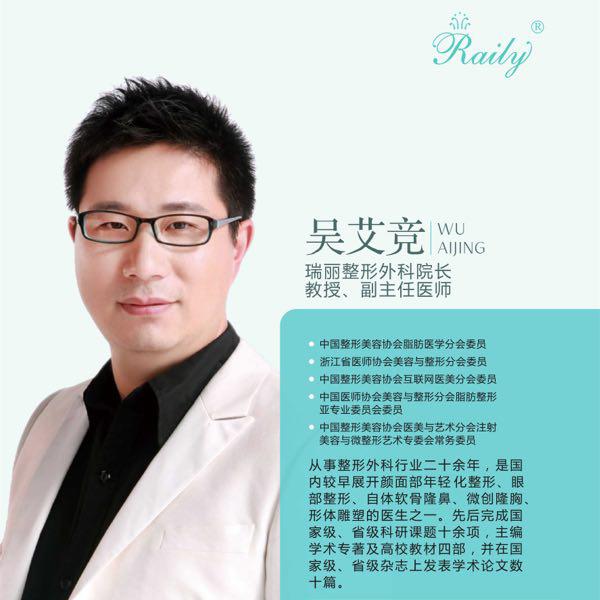 Raily®
吴艾竞
WU
AIJING
瑞丽整形外科院长
教授、副主任医师
中国整形美容协会脂肪医学分会委员
浙江省医师协会美容与整形分会委员
中国整形美容协会互联网医美分会委员
中国医师协会美容与整形分会脂肪整形
亚专业委员会委员
中国整形美容协会医美与艺术分会注射
美容与微整形艺术专委会常务委员
从事整形外科行业二十余年，是国
内较早展开颜面部年轻化整形、眼
部整形、自体软骨隆鼻、微创隆胸、
形体雕塑的医生之一。先后完成国
家级、省级科研课题十余项，主编
学术专著及高校教材四部，并在国
家级、省级杂志上发表学术论文数
十篇。